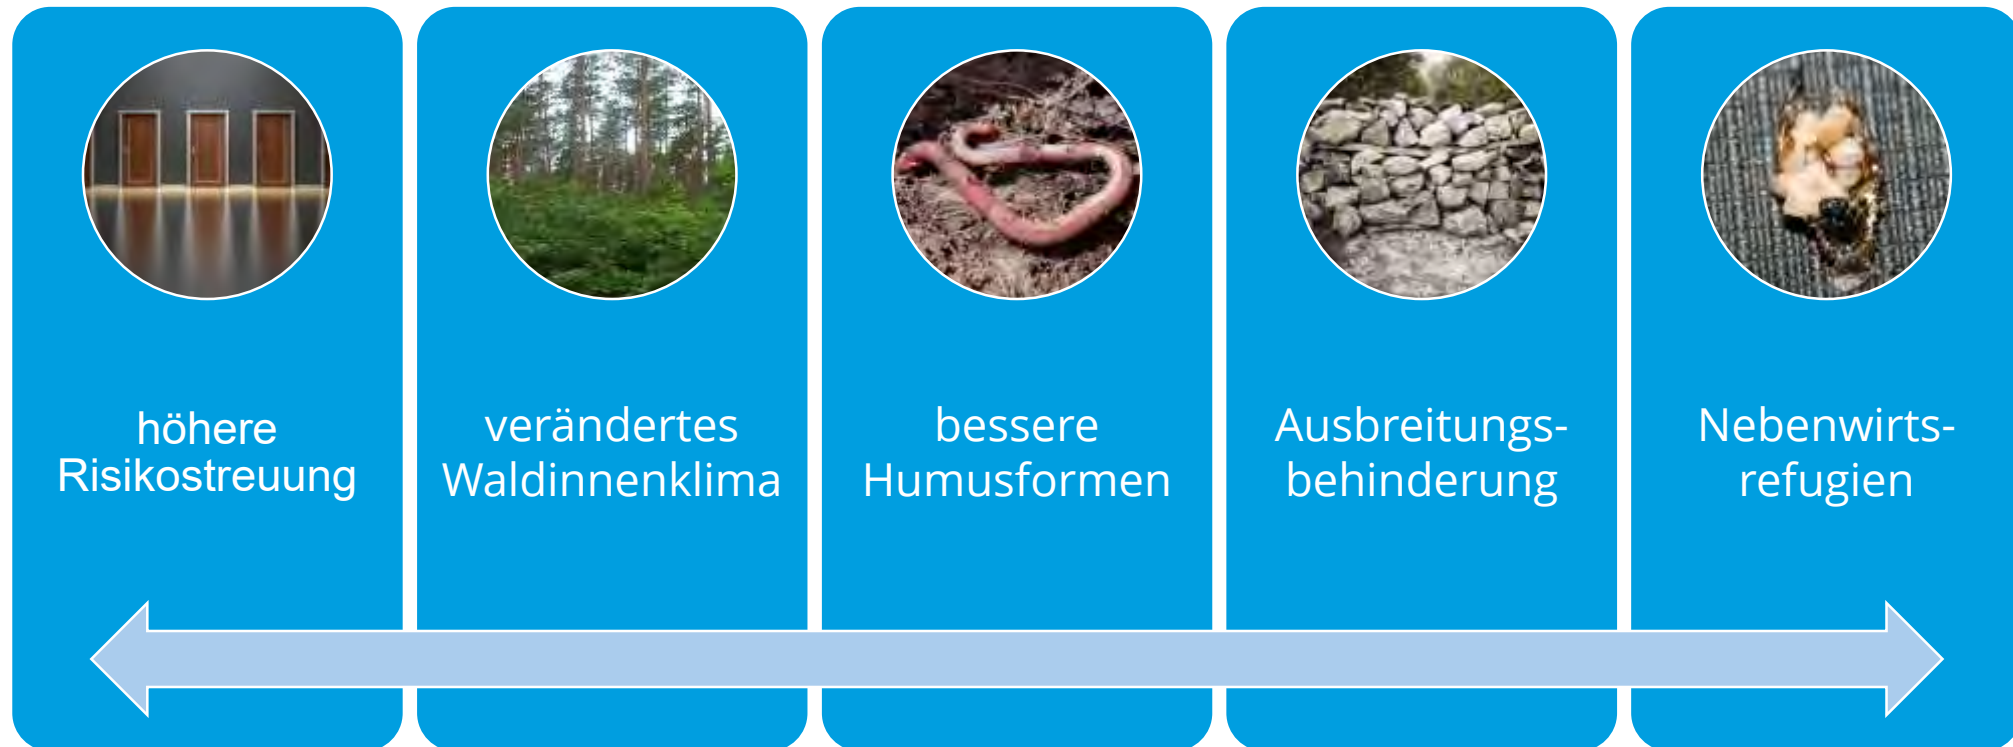 höhere
Risikostreuung
verändertes
Waldinnenklima
bessere
Humusformen
Ausbreitungs-
behinderung
Nebenwirts-
refugien